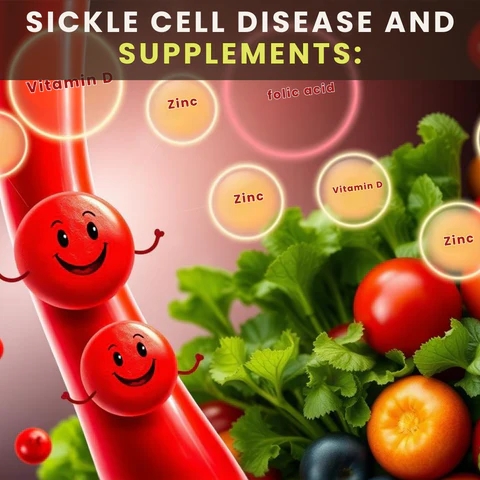 SICKLE CELL DISEASE AND
SUPPLEMENTS:
Vitamin D
Zinc
folic acid
Zinc
Vitamin D
Zinc